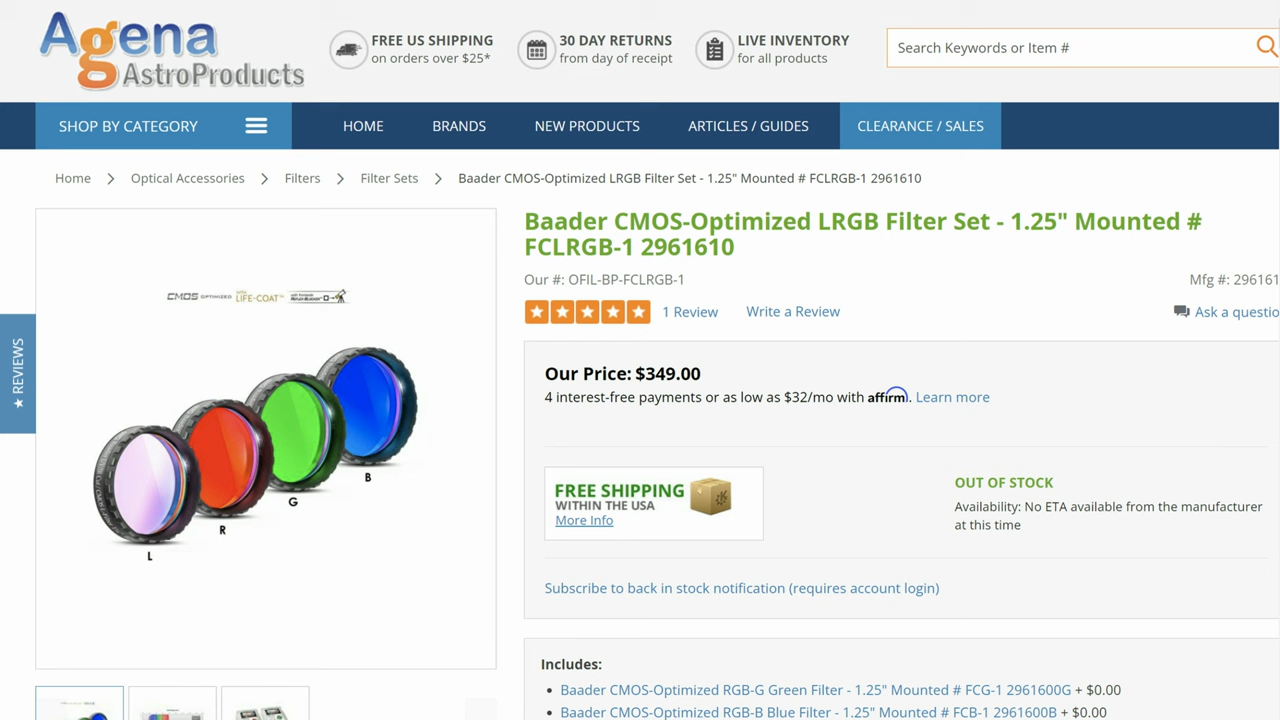 Agena
AstroProducts
FREE US SHIPPING
on orders over $25*
30 DAY RETURNS
from day of receipt
LIVE INVENTORY
for all products
Search Keywords or Item #
SHOP BY CATEGORY
HOME
BRANDS
NEW PRODUCTS
ARTICLES / GUIDES
CLEARANCE / SALES
Home
Optical Accessories
Filters
Filter Sets
Baader CMOS-Optimized LRGB Filter Set - 1.25" Mounted # FCLRGB-1 2961610
★ REVIEWS
CMOS OPTIMIZED
LIFE-COAT™
L
R
G
B
Baader CMOS-Optimized LRGB Filter Set - 1.25" Mounted #
FCLRGB-1 2961610
Our #: OFIL-BP-FCLRGB-1
Mfg #: 296161
1 Review
Write a Review
Ask a questio
Our Price: $349.00
4 interest-free payments or as low as $32/mo with affirm. Learn more
FREE SHIPPING
WITHIN THE USA
More Info
OUT OF STOCK
Availability: No ETA available from the manufacturer
at this time
Subscribe to back in stock notification (requires account login)
Includes:
Baader CMOS-Optimized RGB-G Green Filter - 1.25" Mounted # FCG-1 2961600G + $0.00
Baader CMOS-Optimized RGB-B Blue Filter - 1.25" Mounted # FCB-1 2961600B + $0.00